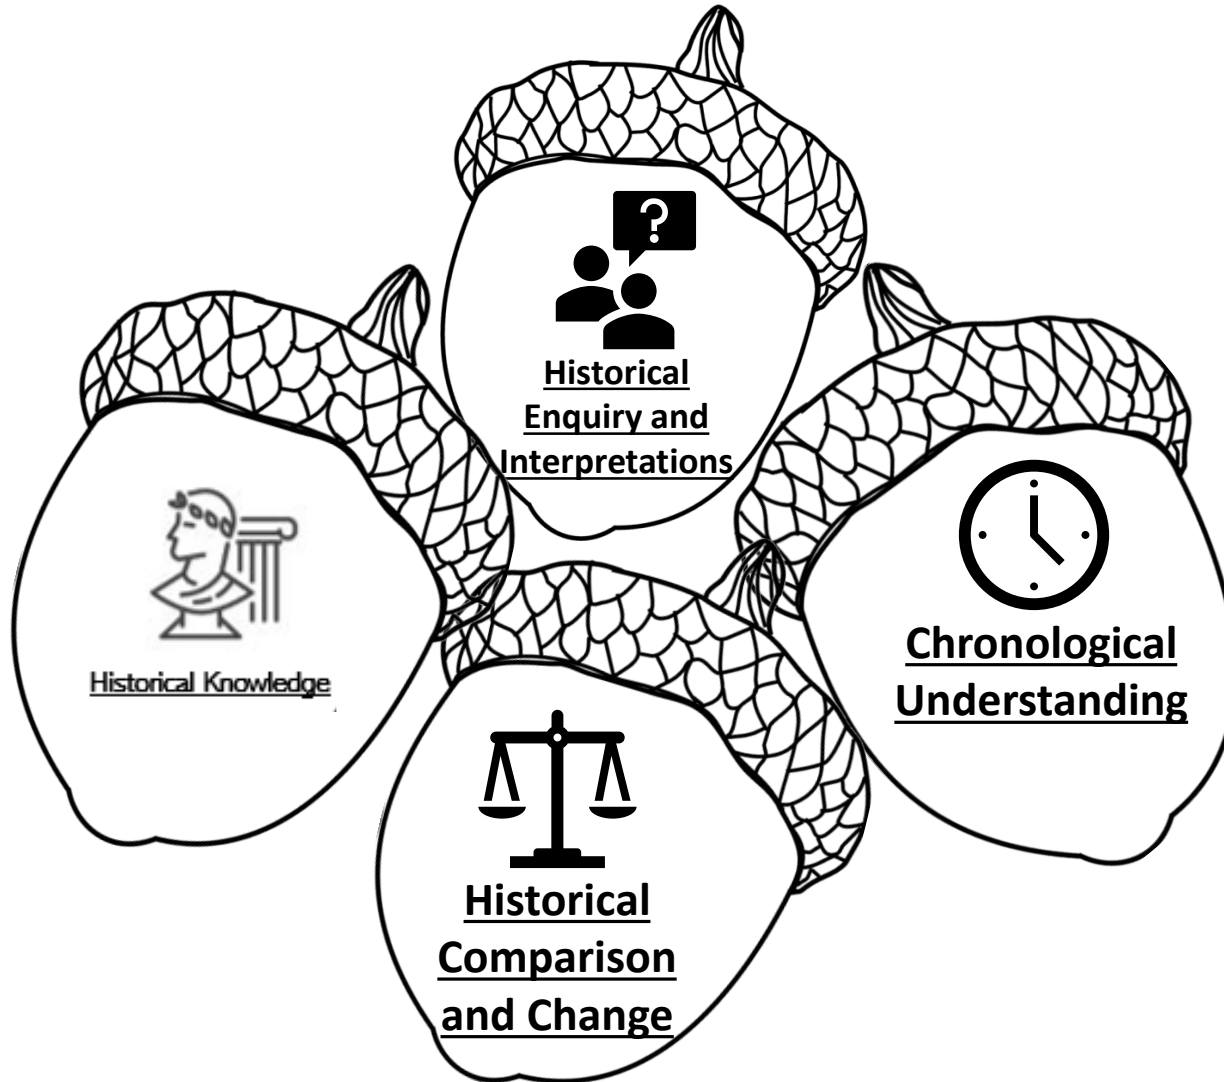 ?
Historical
Enquiry and
Interpretations
Historical Knowledge
Chronological
Understanding
Historical
Comparison
and Change